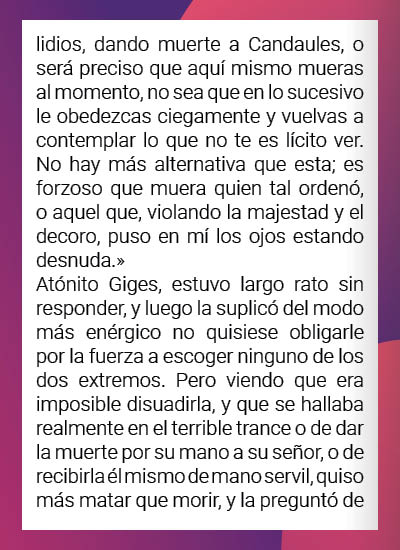 lidios, dando muerte a Candaules, o
será preciso que aquí mismo mueras
al momento, no sea que en lo sucesivo
le obedezcas ciegamente y vuelvas a
contemplar lo que no te es lícito ver.
No hay más alternativa que esta; es
forzoso que muera quien tal ordenó,
o aquel que, violando la majestad y el
decoro, puso en mí los ojos estando
desnuda.»
Atónito Giges, estuvo largo rato sin
responder, y luego la suplicó del modo
más enérgico no quisiese obligarle
por la fuerza a escoger ninguno de los
dos extremos. Pero viendo que era
imposible disuadirla, y que se hallaba
realmente en el terrible trance o de dar
la muerte por su mano a su señor, o de
recibirla él mismo de mano servil, quiso
más matar que morir, y la preguntó de